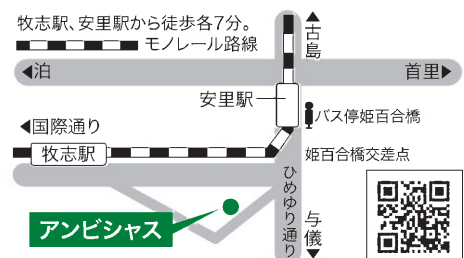 牧志駅、安里駅から徒歩各7分。
モノレール路線
▲古島
◀泊
首里▶
安里駅
バス停姫百合橋
◀国際通り
牧志駅
姫百合橋交差点
ひめゆり通り
与儀▼
アンビシャス